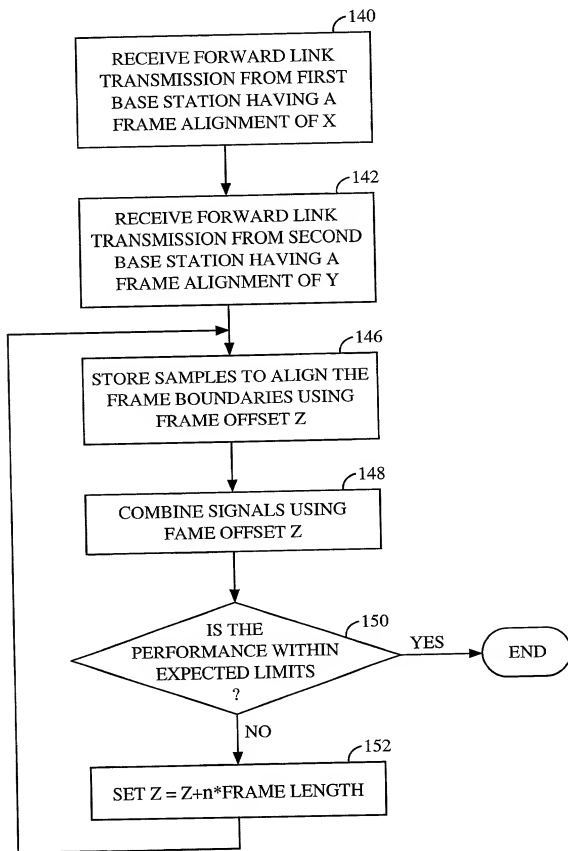 140
RECEIVE FORWARD LINK
TRANSMISSION FROM FIRST
BASE STATION HAVING A
FRAME ALIGNMENT OF X
142
RECEIVE FORWARD LINK
TRANSMISSION FROM SECOND
BASE STATION HAVING A
FRAME ALIGNMENT OF Y
146
STORE SAMPLES TO ALIGN THE
FRAME BOUNDARIES USING
FRAME OFFSET Z
148
COMBINE SIGNALS USING
FAME OFFSET Z
150
IS THE
PERFORMANCE WITHIN
EXPECTED LIMITS
?
YES
END
NO
152
SET Z = Z+n*FRAME LENGTH